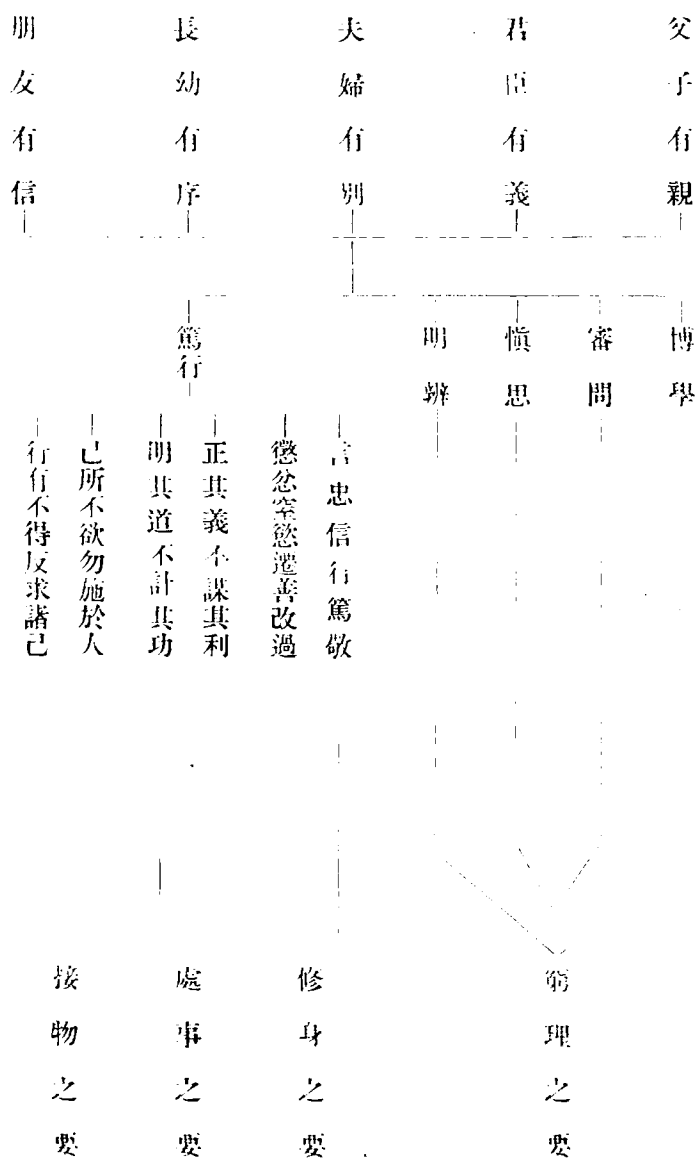 父子有親
君臣有義
夫婦有別
長幼有序
朋友有信
博學
審問
愼思
明辨
篤行
言忠信行篤敬
懲忿窒慾遷善改過
正其義不謀其利
明其道不計其功
己所不欲勿施於人
行有不得反求諸己
窮理之要
修身之要
處事之要
接物之要